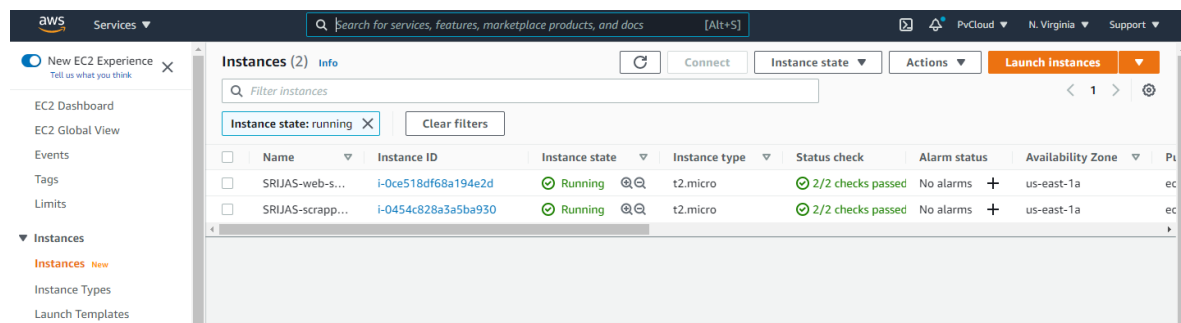 aws Services ▼ Search for services, features, marketplace products, and docs [Alt+S] PvCloud ▼ N. Virginia ▼ Support ▼
New EC2 Experience
Tell us what you think
EC2 Dashboard
EC2 Global View
Events
Tags
Limits
▼ Instances
Instances New
Instance Types
Launch Templates
Instances (2) Info Connect Instance state ▼ Actions ▼ Launch instances ▼
Filter instances < 1 >
Instance state: running X Clear filters
Name Instance ID Instance state Instance type Status check Alarm status Availability Zone Pu
SRIJAS-web-s... i-0ce518df68a194e2d Running t2.micro 2/2 checks passed No alarms + us-east-1a ec
SRIJAS-scrapp... i-0454c828a3a5ba930 Running t2.micro 2/2 checks passed No alarms + us-east-1a ec